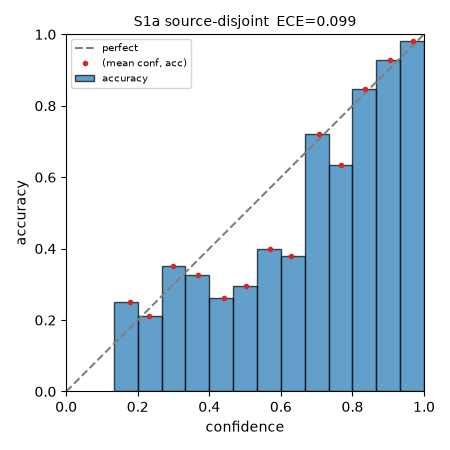 S1a source-disjoint ECE=0.099
perfect
(mean conf, acc)
accuracy
1.0
0.8
0.6
0.4
0.2
0.0
accuracy
0.0 0.2 0.4 0.6 0.8 1.0
confidence